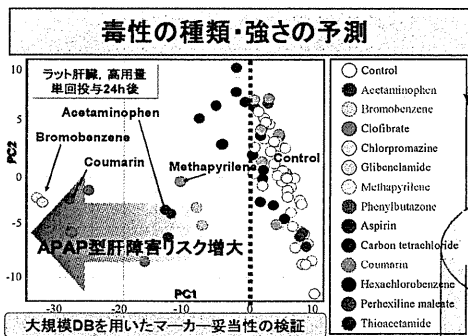 毒性の種類・強さの予測
ラット肝臓，高用量
単回投与24h後
Acetaminophen
Bromobenzene
Coumarin
Methapyrilene
Control
APAP型肝障害リスク増大
PC2
10
5
0
-5
-10
-30
-20
-10
0
10
PC1
大規模DBを用いたマーカー妥当性の検証
Control
Acetaminophen
Bromobenzene
Clofibrate
Chlorpromazine
Glibenclamide
Methapyrilene
Phenylbutazone
Aspirin
Carbon tetrachloride
Coumarin
Hexachlorobenzene
Perhexiline maleate
Thioacetamide